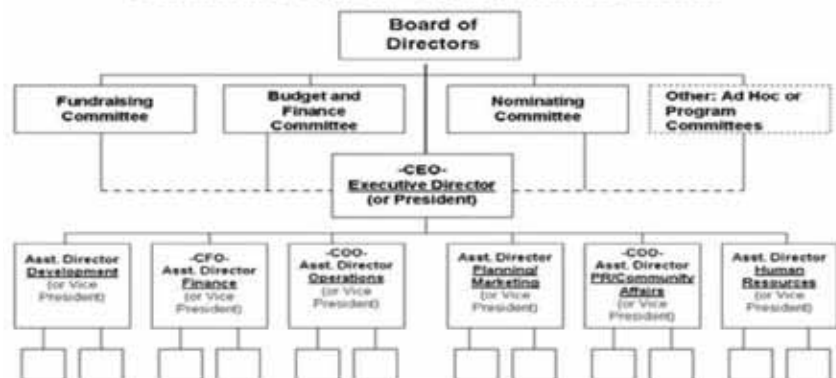 Board of
Directors
Fundraising
Committee
Budget and
Finance
Committee
Nominating
Committee
Other: Ad Hoc or
Program
Committees
-CEO-
Executive Director
(or President)
Asst. Director
Development
(or Vice
President)
-CFO-
Asst. Director
Finance
(or Vice
President)
-COO-
Asst. Director
Operations
(or Vice
President)
Asst. Director
Planning/
Marketing
(or Vice
President)
-COO-
Asst. Director
PR/Community
Affairs
(or Vice
President)
Asst. Director
Human
Resources
(or Vice
President)